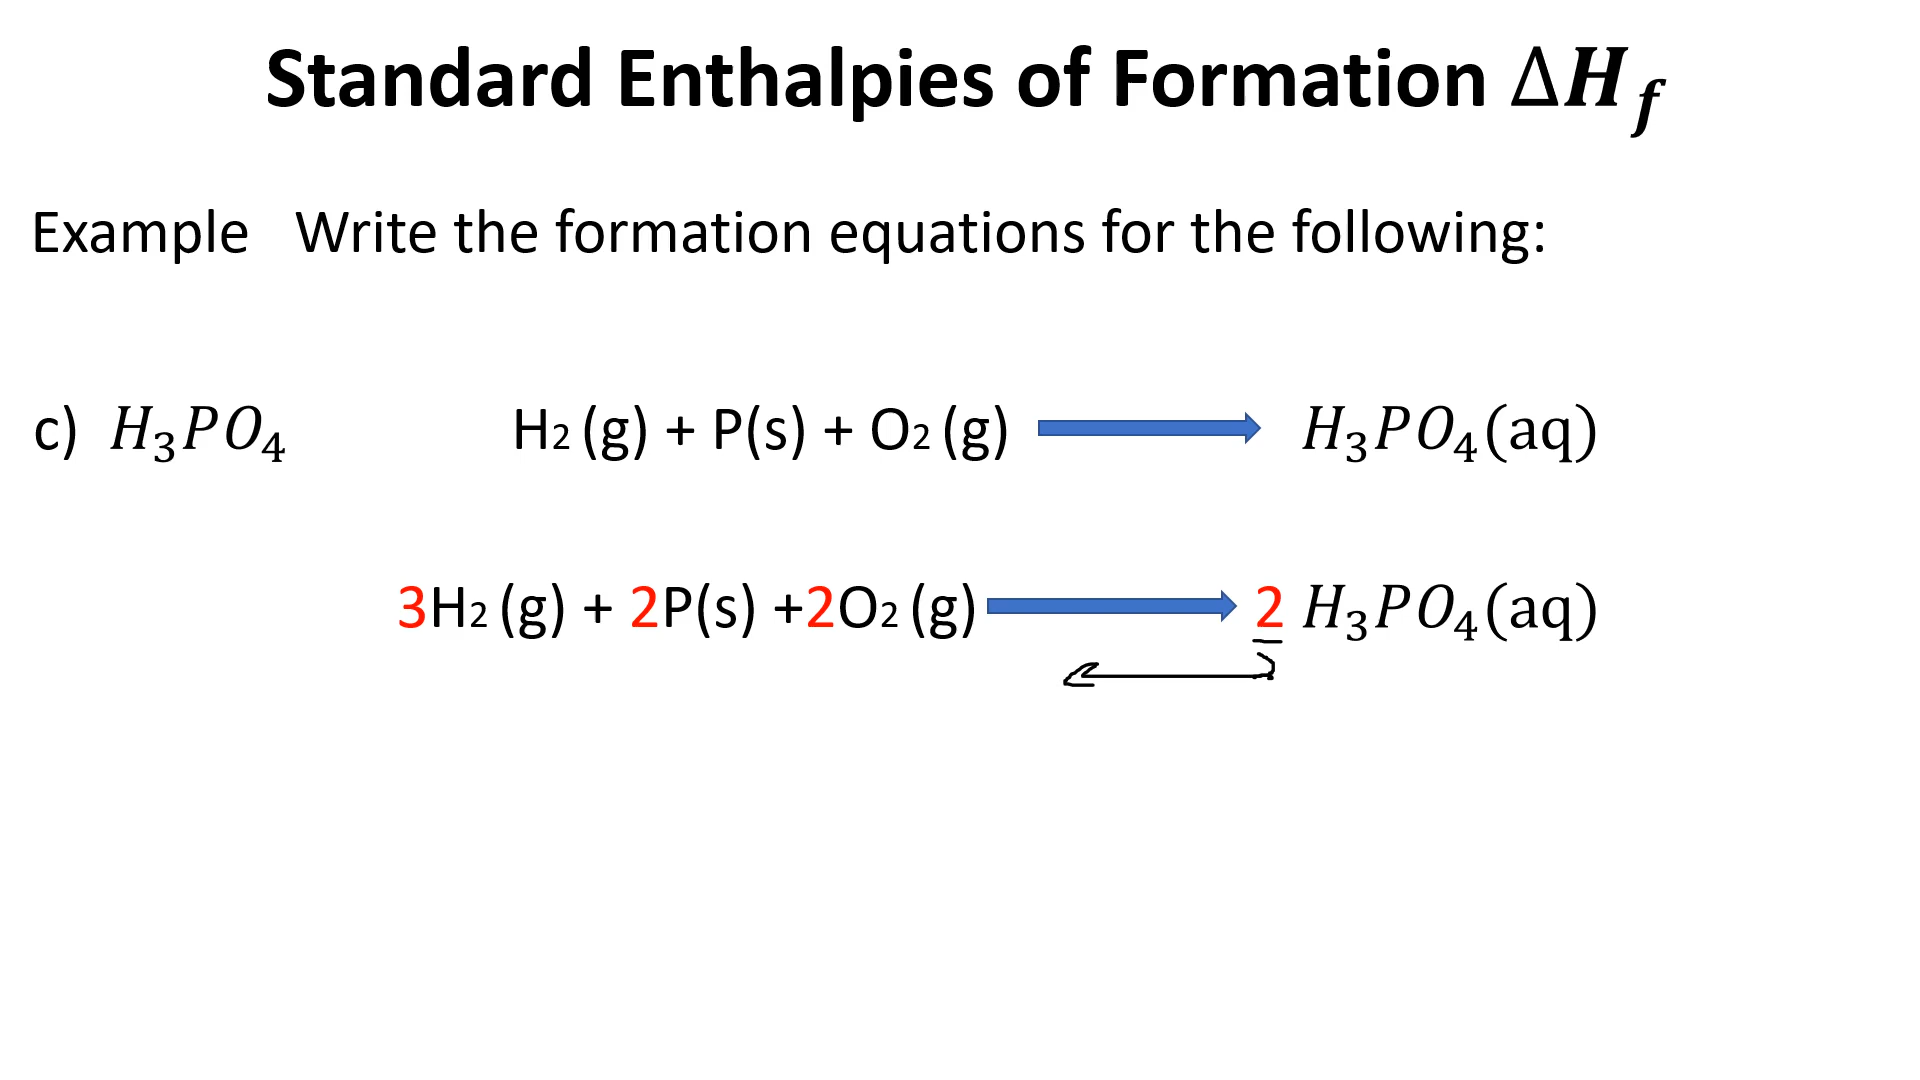 Standard Enthalpies of Formation Δ𝑯𝒇
Example Write the formation equations for the following:
c) H₃PO₄ H₂ (g) + P(s) + O₂ (g) → H₃PO₄(aq)
3H₂ (g) + 2P(s) +2O₂ (g) → 2 H₃PO₄(aq)